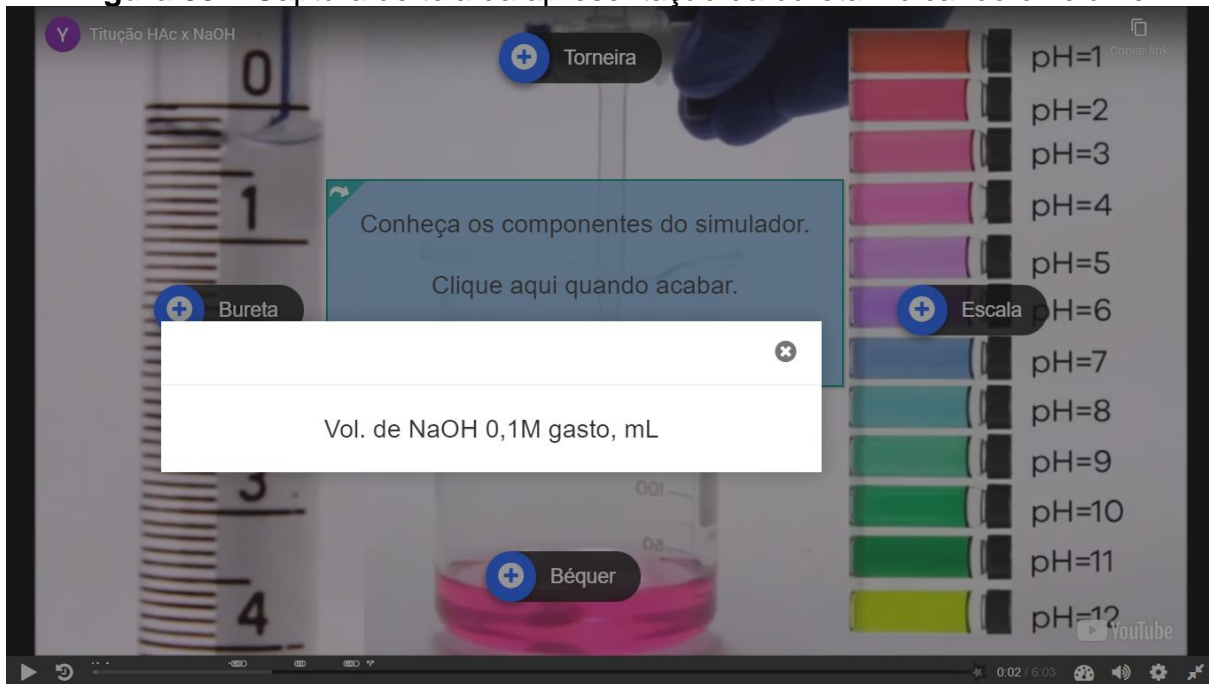 Y Titução HAc x NaOH
Copiar link
Torneira
0
1
Conheça os componentes do simulador.
Clique aqui quando acabar.
Bureta
Escala
Vol. de NaOH 0,1M gasto, mL
3
4
100
50
Béquer
pH=1
pH=2
pH=3
pH=4
pH=5
pH=6
pH=7
pH=8
pH=9
pH=10
pH=11
pH=12
YouTube
0:02 / 6:03